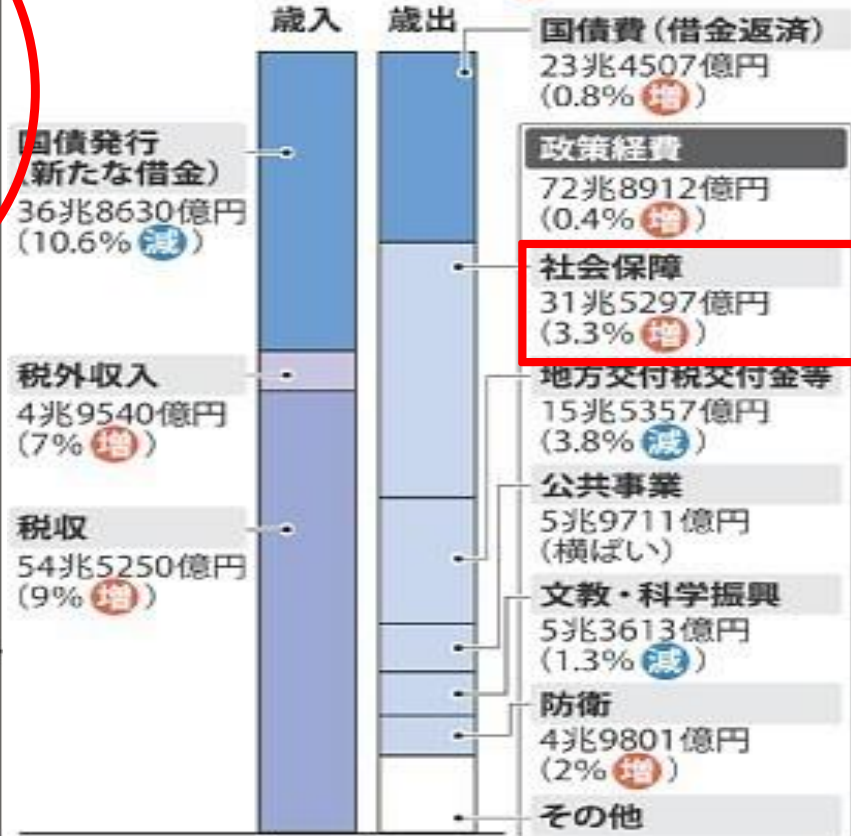 歳入
歳出
国債発行
(新たな借金)
36兆8630億円
(10.6%減)
税外収入
4兆9540億円
(7%増)
税収
54兆5250億円
(9%増)
国債費(借金返済)
23兆4507億円
(0.8%増)
政策経費
72兆8912億円
(0.4%増)
社会保障
31兆5297億円
(3.3%増)
地方交付税交付金等
15兆5357億円
(3.8%減)
公共事業
5兆9711億円
(横ばい)
文教・科学振興
5兆3613億円
(1.3%減)
防衛
4兆9801億円
(2%増)
その他